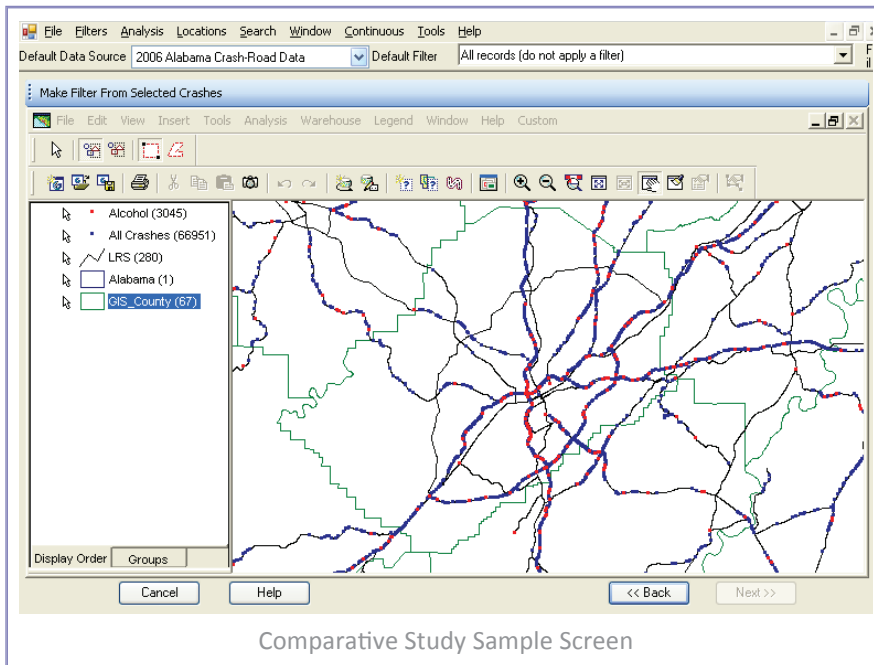 File Filters Analysis Locations Search Window Continuous Tools Help
Default Data Source 2006 Alabama Crash-Road Data Default Filter All records (do not apply a filter) F
il
Make Filter From Selected Crashes
File Edit View Insert Tools Analysis Warehouse Legend Window Help Custom
Alcohol (3045)
All Crashes (66951)
LRS (280)
Alabama (1)
GIS_County (67)
Display Order Groups
Cancel Help << Back Next >>
Comparative Study Sample Screen